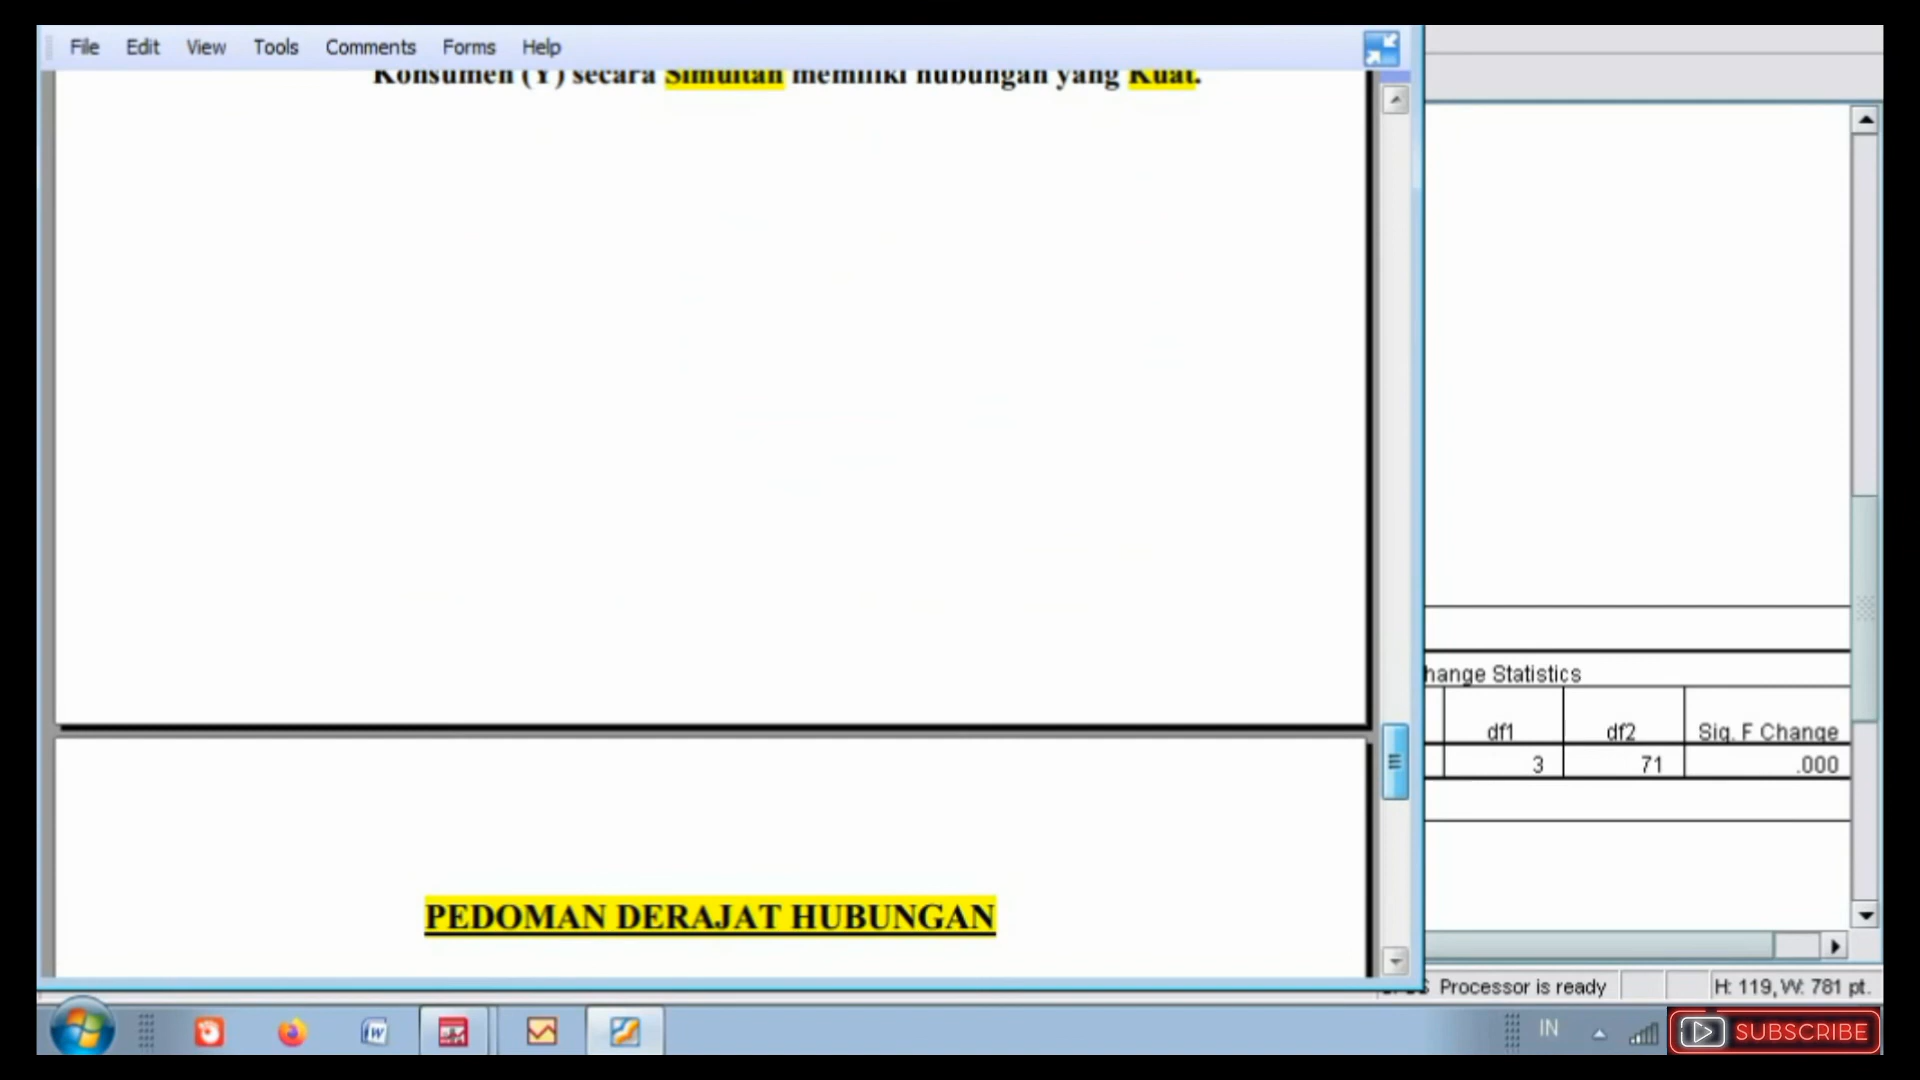 File Edit View Tools Comments Forms Help
Konsumen (Y) secara Simultan memiliki hubungan yang Kuat.
PEDOMAN DERAJAT HUBUNGAN
hange Statistics
df1 df2 Sig. F Change
3 71 .000
Processor is ready H: 119, W: 781 pt.
IN
SUBSCRIBE